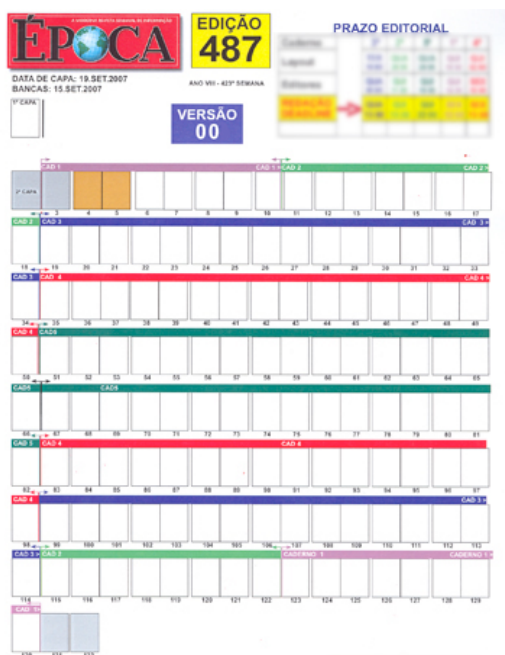 ÉPOCA
EDIÇÃO
487
PRAZO EDITORIAL
Caderno
Layout
Editores
REDAÇÃO
DEADLINE
DATA DE CAPA: 19.SET.2007
BANCAS: 15.SET.2007
ANO VIII - 423ª SEMANA
1ª CAPA
VERSÃO
00
CAD 1 CAD 1 > CAD 2 CAD 2 >
2ª CAPA
3 4 5 6 7 8 9 10 11 12 13 14 15 16 17
CAD 2 CAD 3 CAD 3 >
18 19 20 21 22 23 24 25 26 27 28 29 30 31 32 33
CAD 3 CAD 4 CAD 4 >
34 35 36 37 38 39 40 41 42 43 44 45 46 47 48 49
CAD 4 CAD5
50 51 52 53 54 55 56 57 58 59 60 61 62 63 64 65
CAD5 CAD5
66 67 68 69 70 71 72 73 74 75 76 77 78 79 80 81
CAD 5 CAD 4 CAD 4
82 83 84 85 86 87 88 89 90 91 92 93 94 95 96 97
CAD 4 CAD 3 >
98 99 100 101 102 103 104 105 106 107 108 109 110 111 112 113
CAD 3 > CAD 2 CADERNO 1 CADERNO 1 >
114 115 116 117 118 119 120 121 122 123 124 125 126 127 128 129
CAD 1>